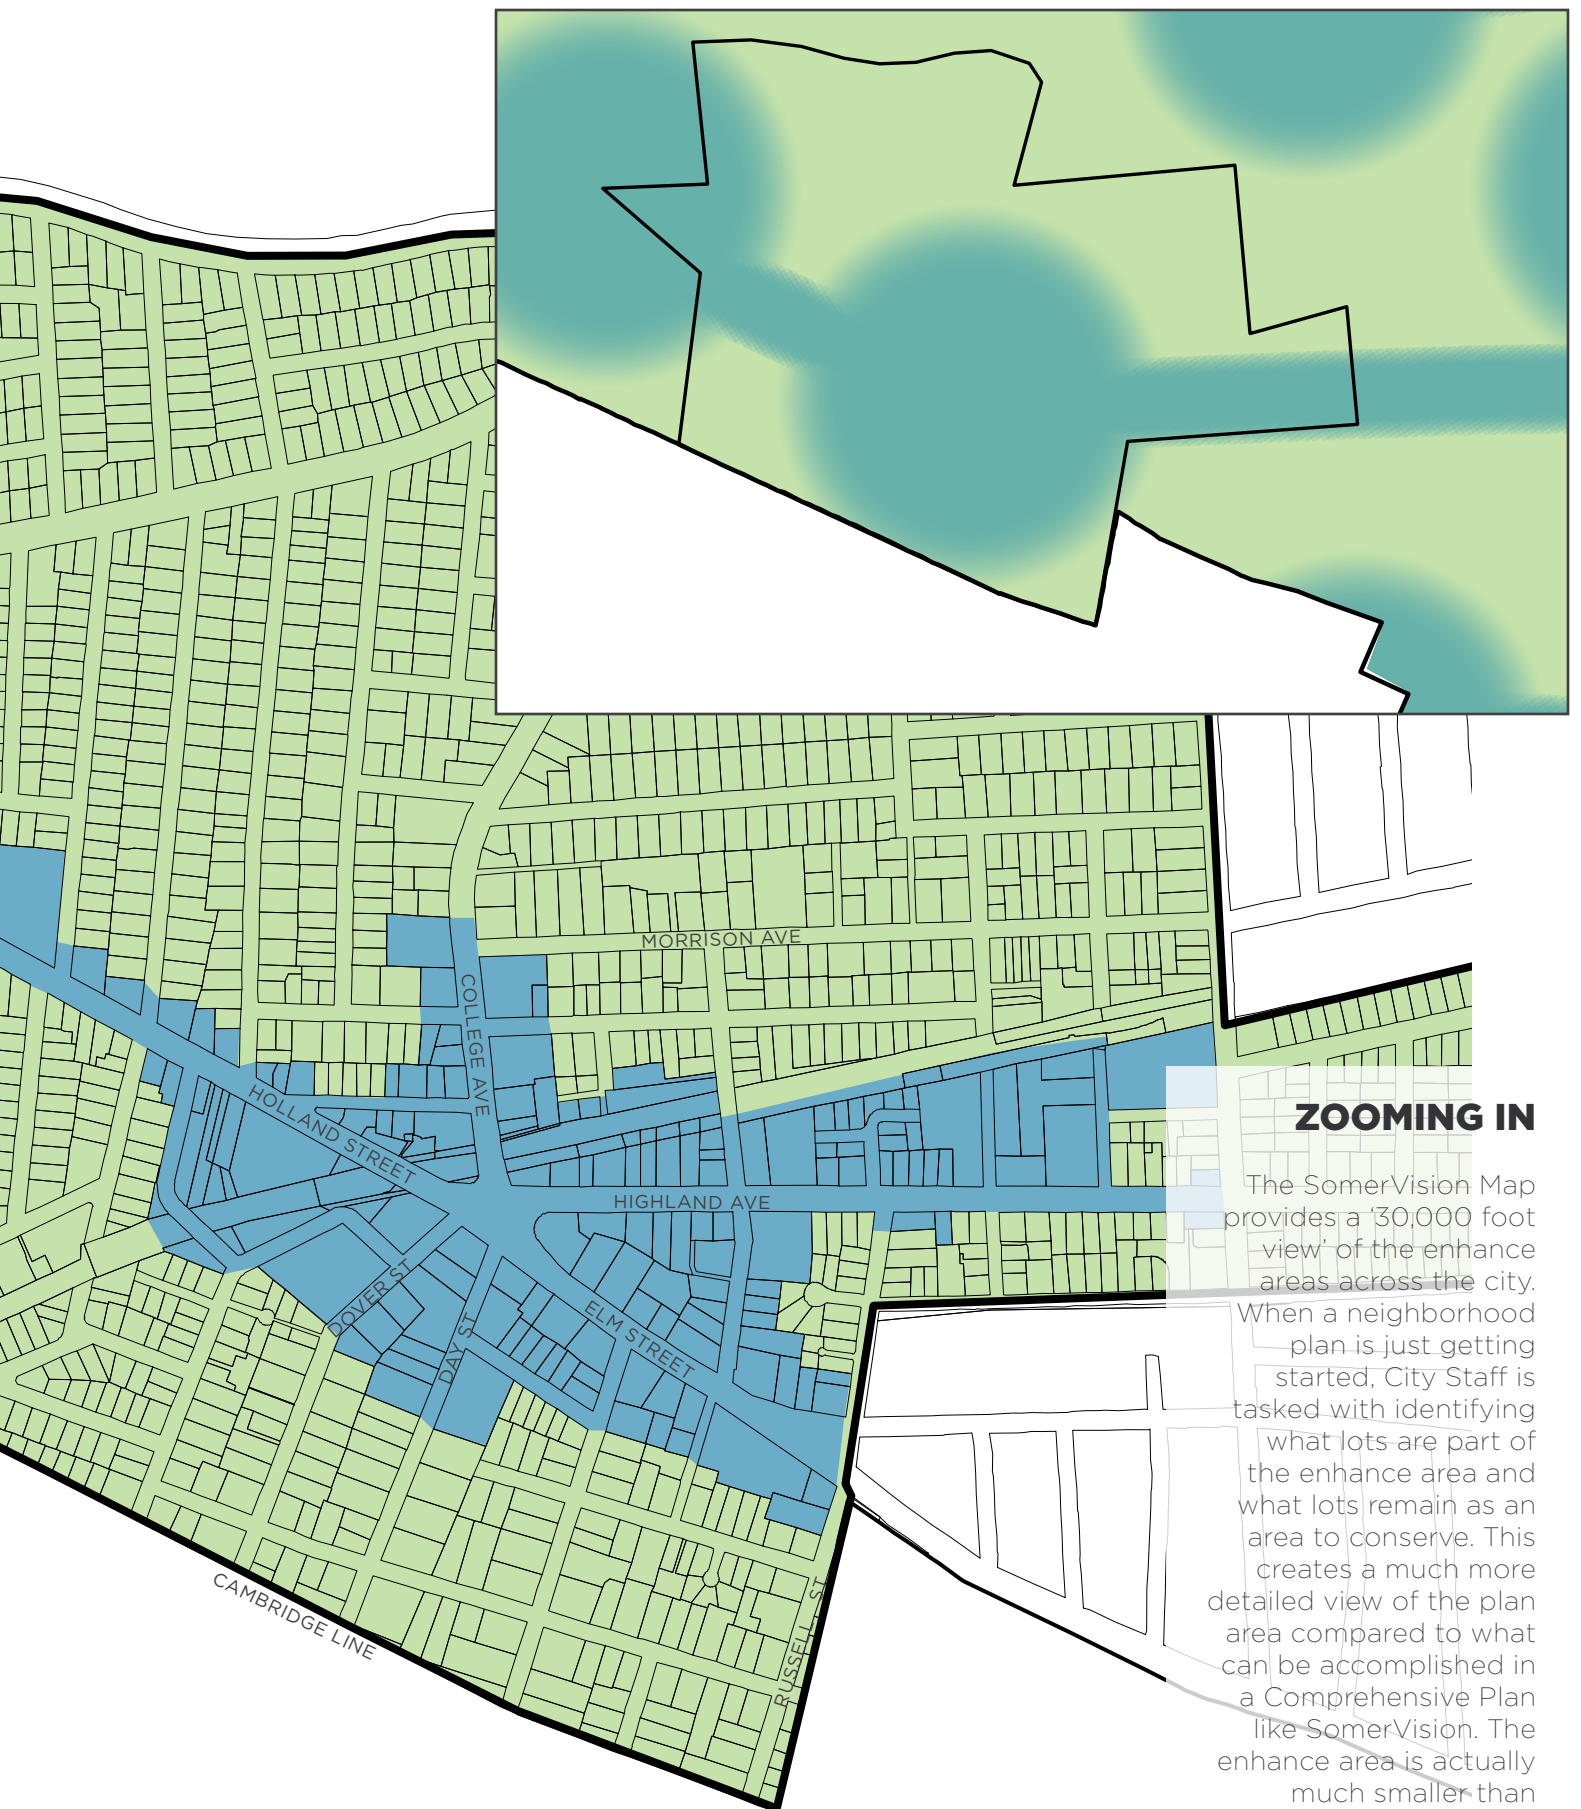 MORRISON AVE
COLLEGE AVE
HOLLAND STREET
HIGHLAND AVE
DOVER ST
DAY ST
ELM STREET
CAMBRIDGE LINE
RUSSELL ST
ZOOMING IN
The SomerVision Map
provides a ‘30,000 foot
view’ of the enhance
areas across the city.
When a neighborhood
plan is just getting
started, City Staff is
tasked with identifying
what lots are part of
the enhance area and
what lots remain as an
area to conserve. This
creates a much more
detailed view of the plan
area compared to what
can be accomplished in
a Comprehensive Plan
like SomerVision. The
enhance area is actually
much smaller than